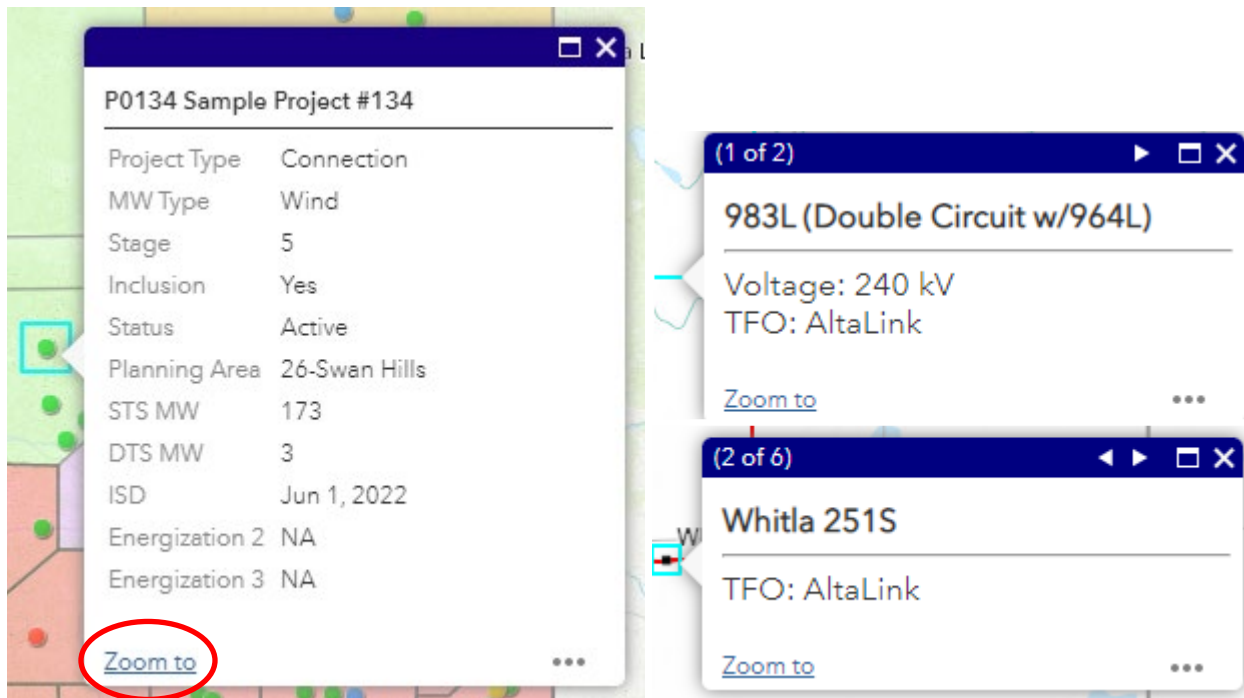 P0134 Sample Project #134
Project Type Connection
MW Type Wind
Stage 5
Inclusion Yes
Status Active
Planning Area 26-Swan Hills
STS MW 173
DTS MW 3
ISD Jun 1, 2022
Energization 2 NA
Energization 3 NA
Zoom to
(1 of 2)
983L (Double Circuit w/964L)
Voltage: 240 kV
TFO: AltaLink
Zoom to
(2 of 6)
Whitla 251S
TFO: AltaLink
Zoom to